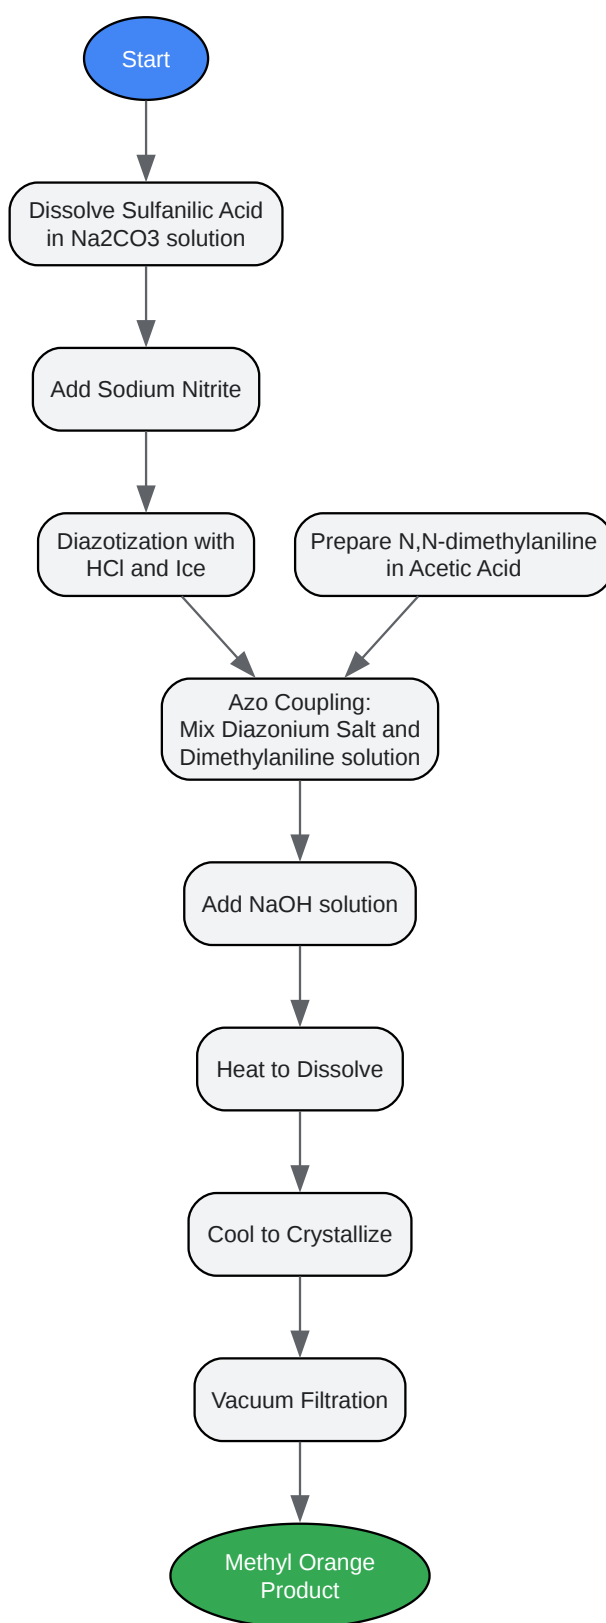 Start
Dissolve Sulfanilic Acid
in Na2CO3 solution
Add Sodium Nitrite
Diazotization with
HCl and Ice
Prepare N,N-dimethylaniline
in Acetic Acid
Azo Coupling:
Mix Diazonium Salt and
Dimethylaniline solution
Add NaOH solution
Heat to Dissolve
Cool to Crystallize
Vacuum Filtration
Methyl Orange
Product